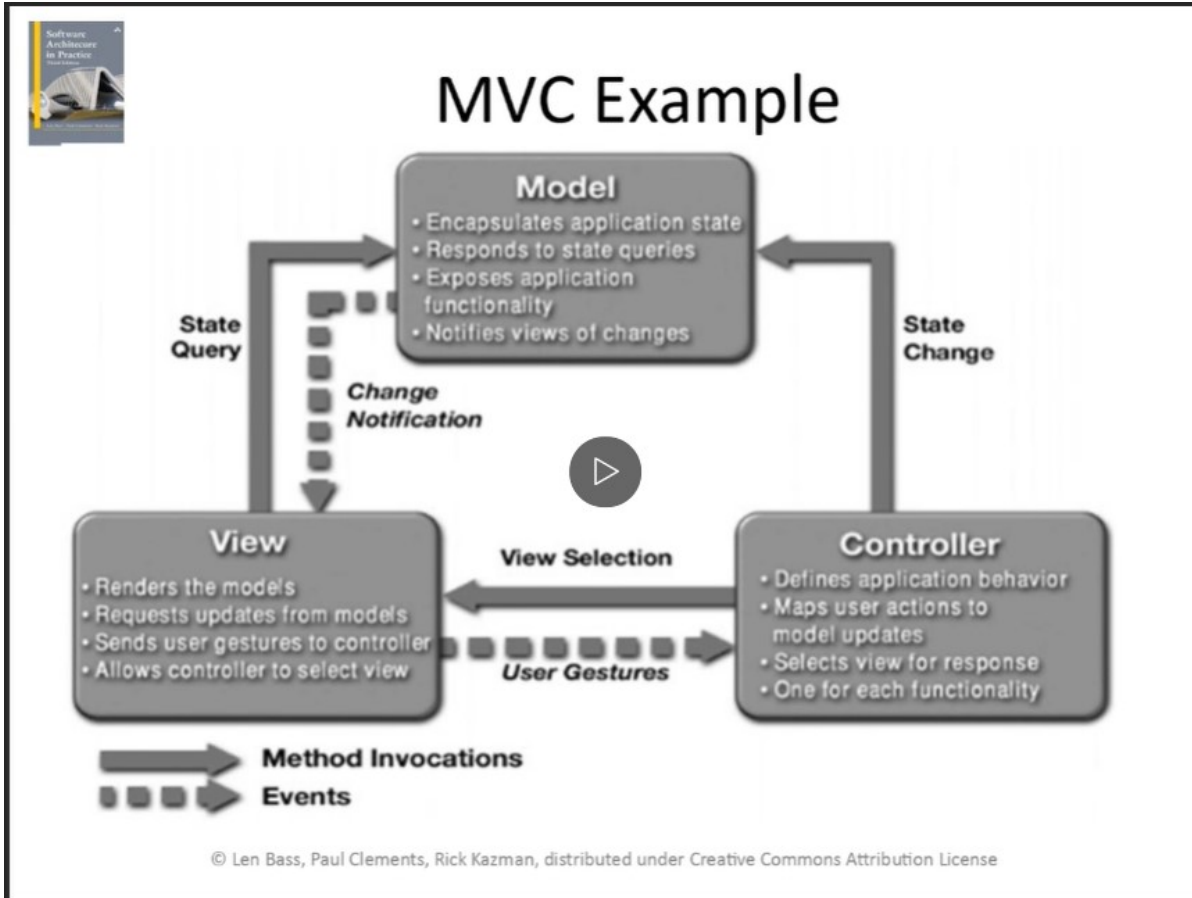 Software
Architecture
in Practice
Third Edition
MVC Example
Model
• Encapsulates application state
• Responds to state queries
• Exposes application
functionality
• Notifies views of changes
State
Query
Change
Notification
State
Change
View
• Renders the models
• Requests updates from models
• Sends user gestures to controller
• Allows controller to select view
View Selection
User Gestures
Controller
• Defines application behavior
• Maps user actions to
model updates
• Selects view for response
• One for each functionality
Method Invocations
Events
© Len Bass, Paul Clements, Rick Kazman, distributed under Creative Commons Attribution License